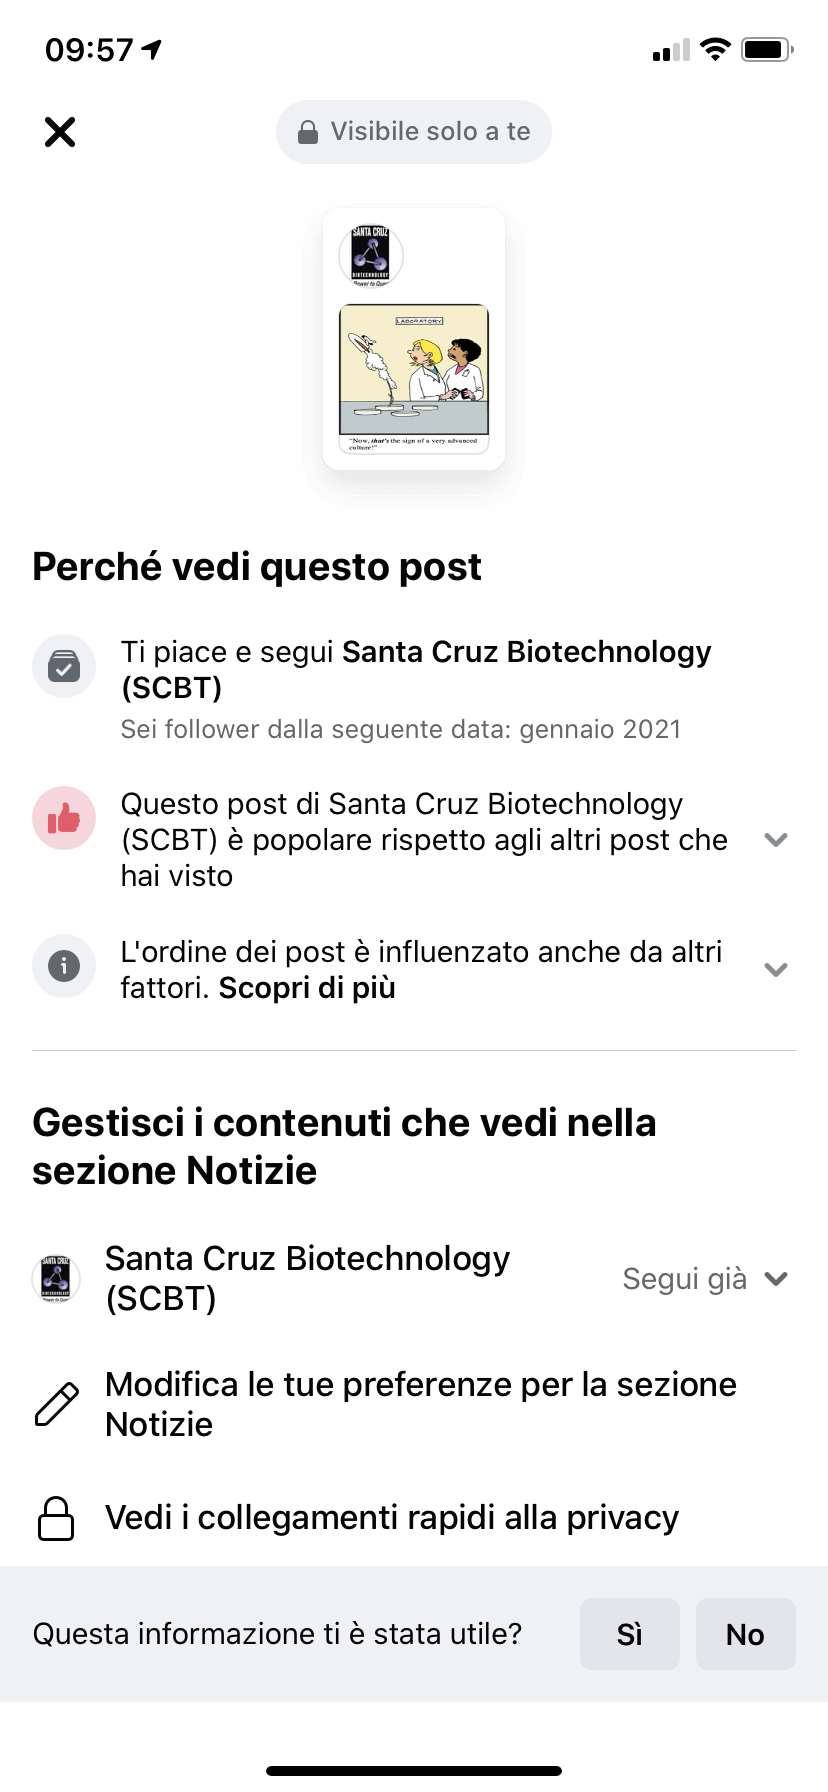 09:57
Visibile solo a te
SANTA CRUZ
BIOTECHNOLOGY
LABORATORY
"Now, that's the sign of a very advanced
culture!"
Perché vedi questo post
Ti piace e segui Santa Cruz Biotechnology
(SCBT)
Sei follower dalla seguente data: gennaio 2021
Questo post di Santa Cruz Biotechnology
(SCBT) è popolare rispetto agli altri post che
hai visto
L'ordine dei post è influenzato anche da altri
fattori. Scopri di più
Gestisci i contenuti che vedi nella
sezione Notizie
SANTA CRUZ
Santa Cruz Biotechnology
(SCBT)
Segui già
Modifica le tue preferenze per la sezione
Notizie
Vedi i collegamenti rapidi alla privacy
Questa informazione ti è stata utile?
Sì
No